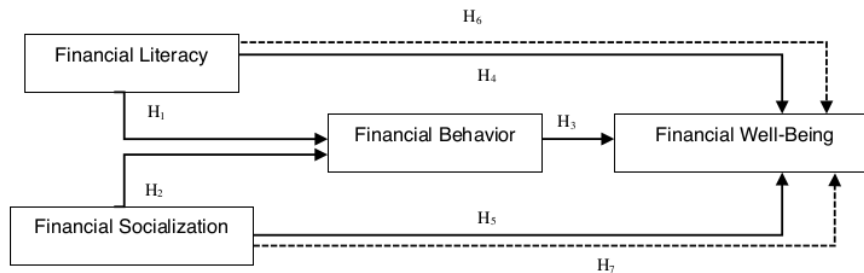 H₆
Financial Literacy
H₄
H₁
Financial Behavior
H₃
Financial Well-Being
H₂
Financial Socialization
H₅
H₇